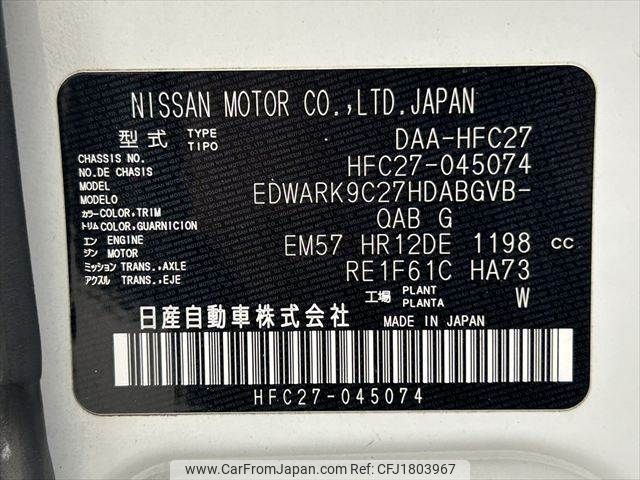 NISSAN MOTOR CO.,LTD.JAPAN
型式 TYPE TIPO DAA-HFC27
CHASSIS NO.
NO.DE CHASIS HFC27-045074
MODEL
MODELO EDWARK9C27HDABGVB-
カラー COLOR,TRIM
トリム COLOR,GUARNICION QAB G
エン ENGINE
ジン MOTOR EM57 HR12DE 1198 cc
ミッション TRANS.,AXLE
アクスル TRANS.,EJE RE1F61C HA73
工場 PLANT PLANTA W
日産自動車株式会社 MADE IN JAPAN
HFC27-045074
www.CarFromJapan.com | Ref No. CFJ1803967